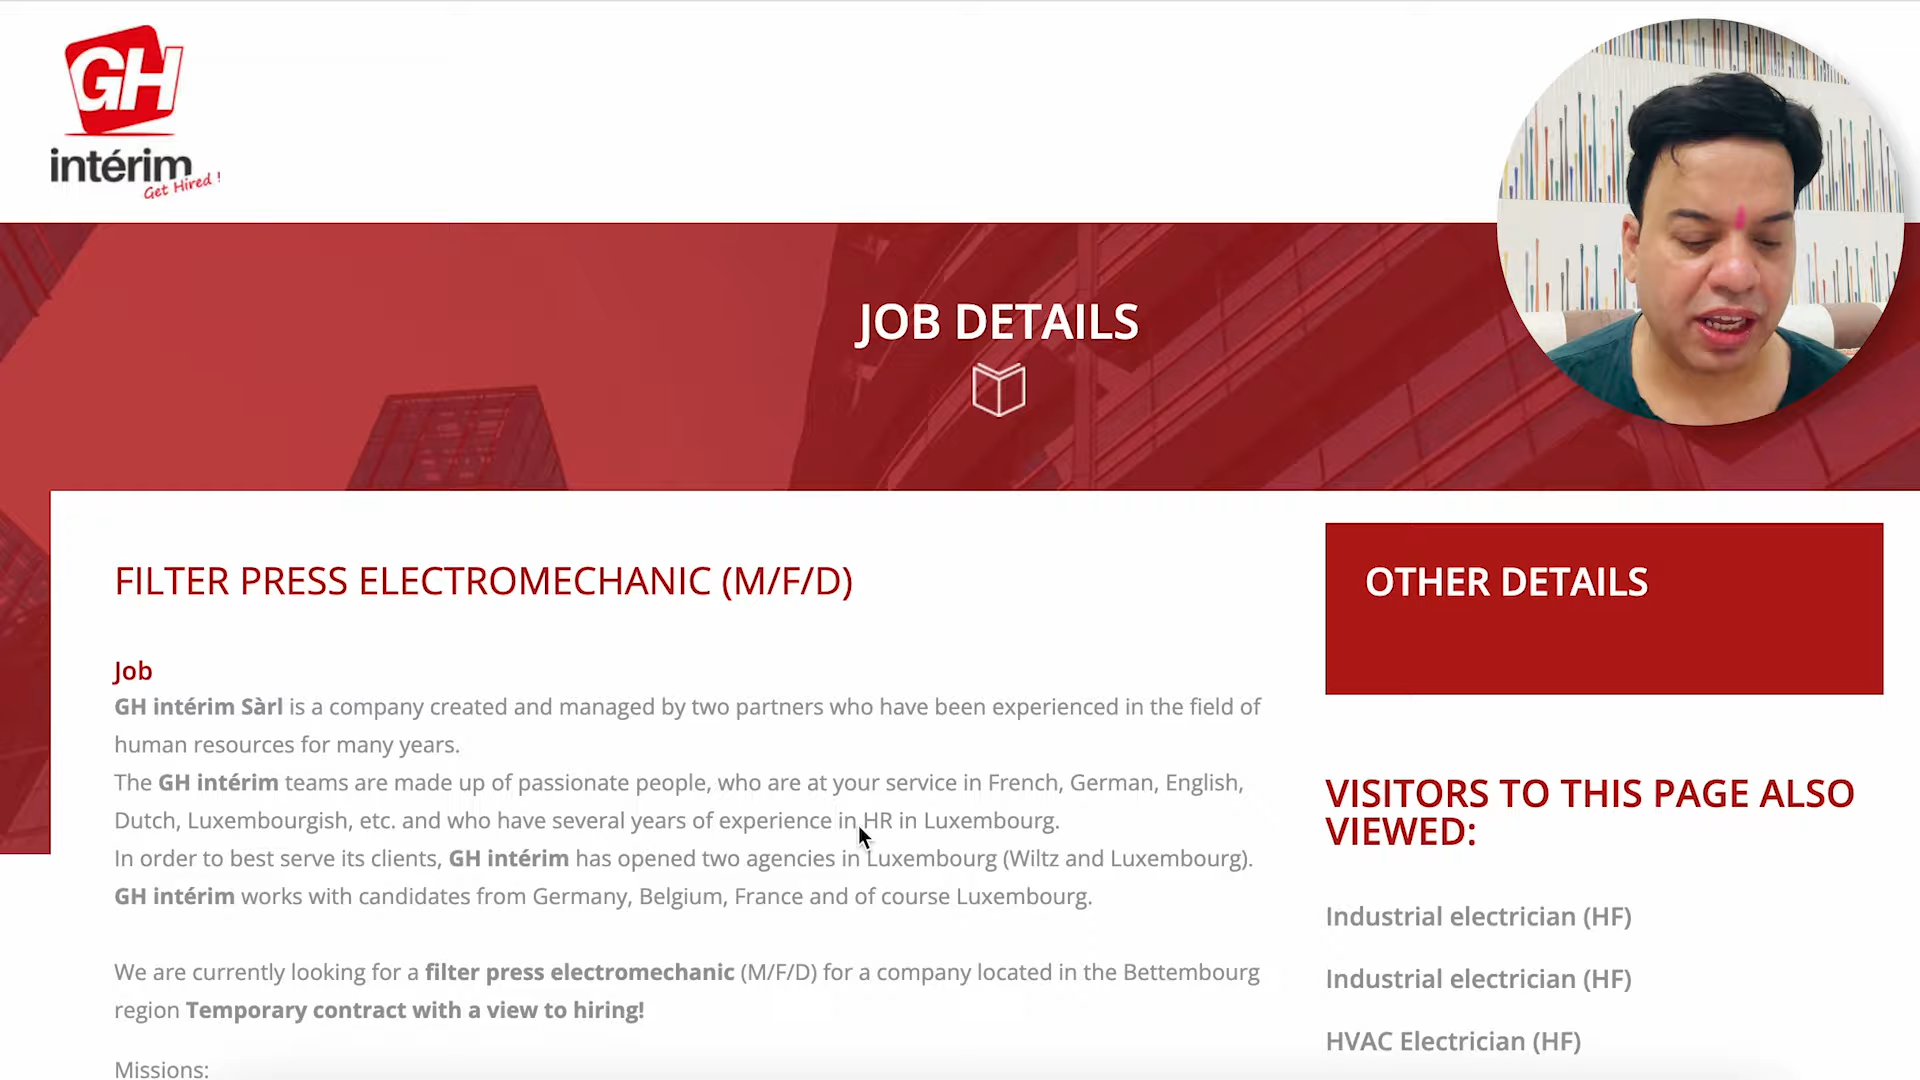 GH
intérim
Get Hired !
JOB DETAILS
FILTER PRESS ELECTROMECHANIC (M/F/D)
Job
GH intérim Sàrl is a company created and managed by two partners who have been experienced in the field of
human resources for many years.
The GH intérim teams are made up of passionate people, who are at your service in French, German, English,
Dutch, Luxembourgish, etc. and who have several years of experience in HR in Luxembourg.
In order to best serve its clients, GH intérim has opened two agencies in Luxembourg (Wiltz and Luxembourg).
GH intérim works with candidates from Germany, Belgium, France and of course Luxembourg.
We are currently looking for a filter press electromechanic (M/F/D) for a company located in the Bettembourg
region Temporary contract with a view to hiring!
Missions:
OTHER DETAILS
VISITORS TO THIS PAGE ALSO
VIEWED:
Industrial electrician (HF)
Industrial electrician (HF)
HVAC Electrician (HF)